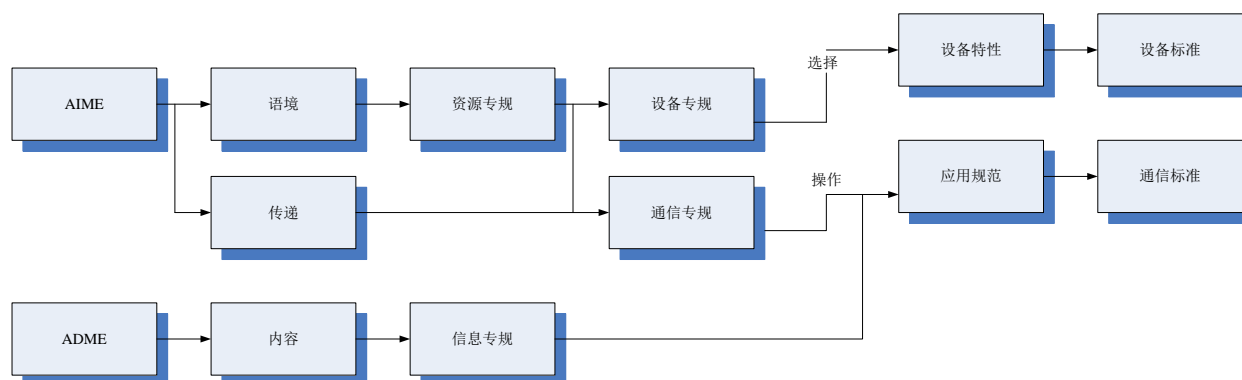 AIME
语境
资源专规
设备专规
选择
设备特性
设备标准
传递
通信专规
操作
应用规范
通信标准
ADME
内容
信息专规